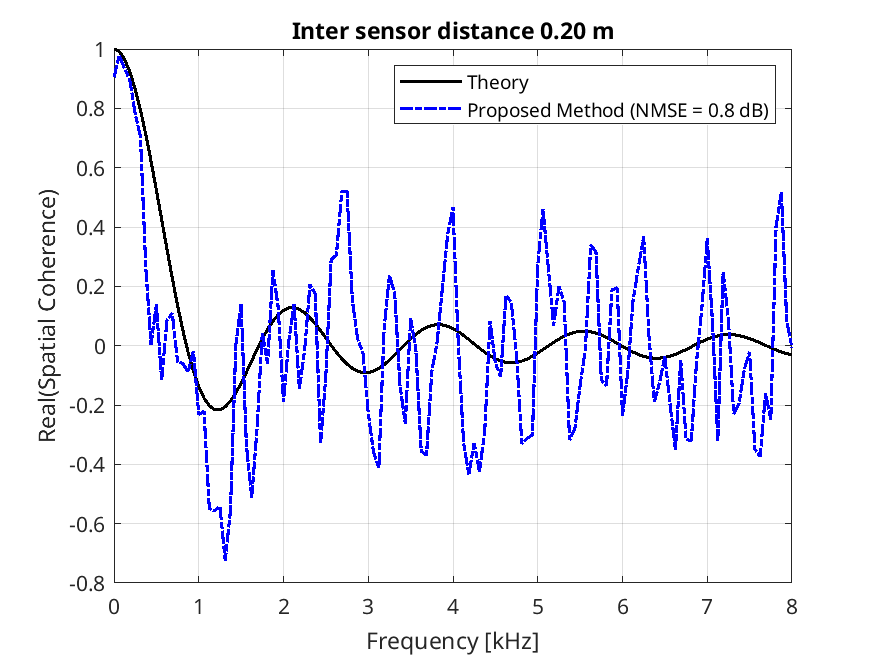 Inter sensor distance 0.20 m
Theory
Proposed Method (NMSE = 0.8 dB)
Real(Spatial Coherence)
1
0.8
0.6
0.4
0.2
0
-0.2
-0.4
-0.6
-0.8
0 1 2 3 4 5 6 7 8
Frequency [kHz]